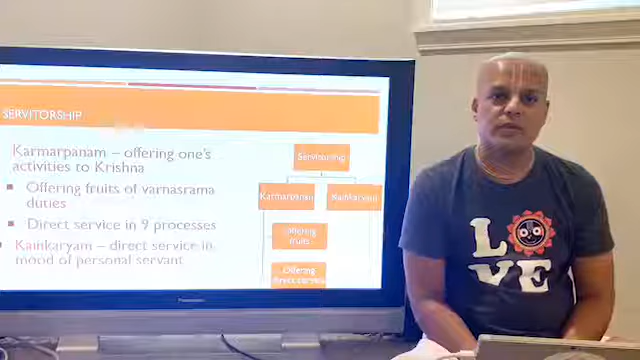 SERVITORSHIP
Karmarpanam – offering one's
activities to Krishna
Offering fruits of varnasrama
duties
Direct service in 9 processes
Kainkaryam – direct service in
mood of personal servant
Servitorship
Karmarpanam
Kainkaryam
Offering
fruits
Offering
direct service
Panasonic
LOVE